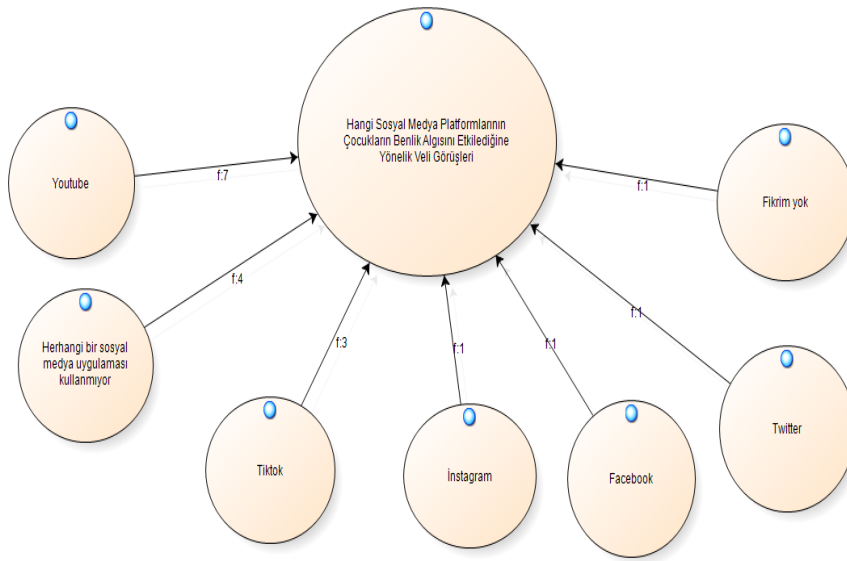 Hangi Sosyal Medya Platformlarının
Çocukların Benlik Algısını Etkilediğine
Yönelik Veli Görüşleri
Youtube
f:7
f:1
Fikrim yok
Herhangi bir sosyal
medya uygulaması
kullanmıyor
f:4
f:3
f:1
f:1
f:1
Tiktok
İnstagram
Facebook
Twitter